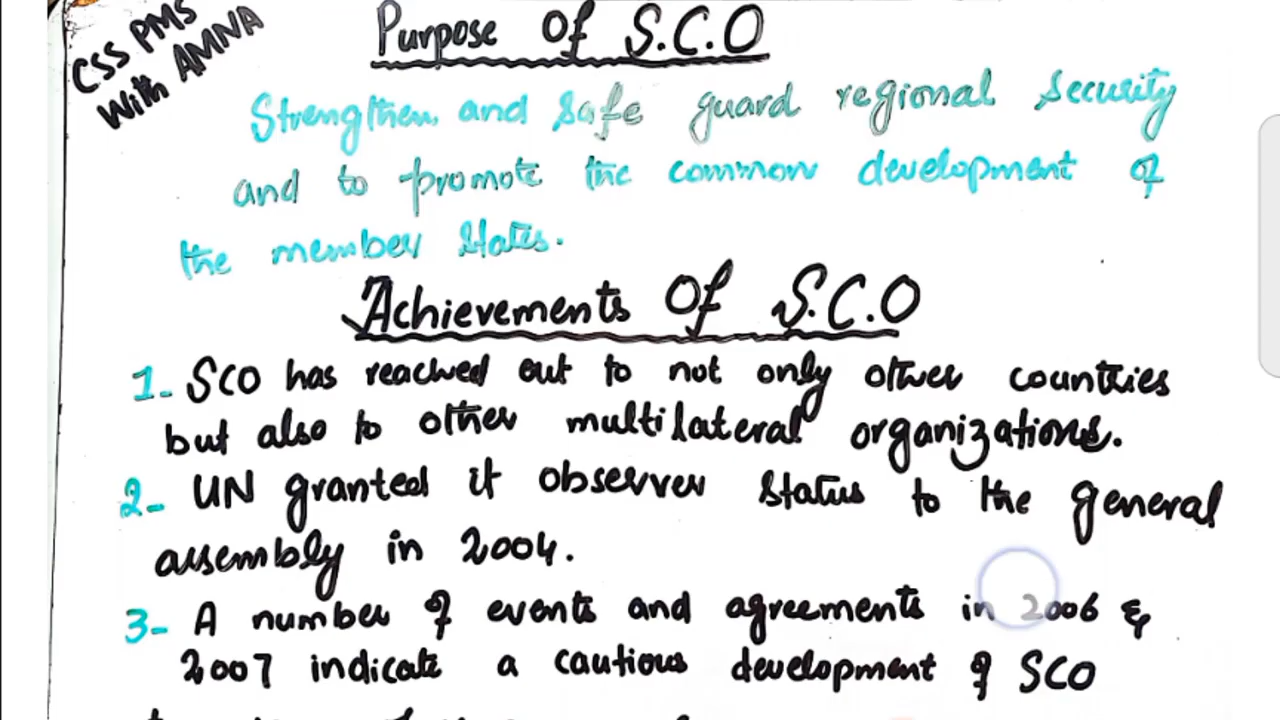 CSS PMS
With AMNA
Purpose Of S.C.O
Strengthen and safe guard regional security
and to promote the common development of
the member states.
Achievements Of S.C.O
1- SCO has reached out to not only other countries
but also to other multilateral organizations.
2- UN granted it observer status to the general
assembly in 2004.
3- A number of events and agreements in 2006 &
2007 indicate a cautious development of SCO